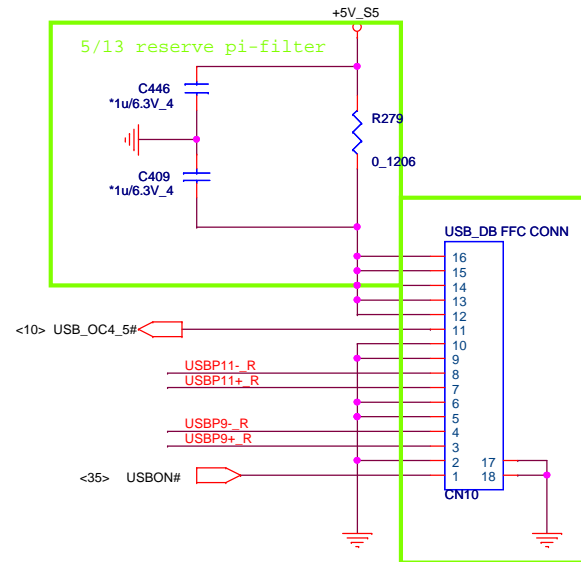 +5V_S5
5/13 reserve pi-filter
C446
*1u/6.3V_4
R279
0_1206
C409
*1u/6.3V_4
USB_DB FFC CONN
16
15
14
13
12
<10> USB_OC4_5# 11
10
9
USBP11-_R 8
USBP11+_R 7
6
5
USBP9-_R 4
USBP9+_R 3
2 17
<35> USBON# 1 18
CN10